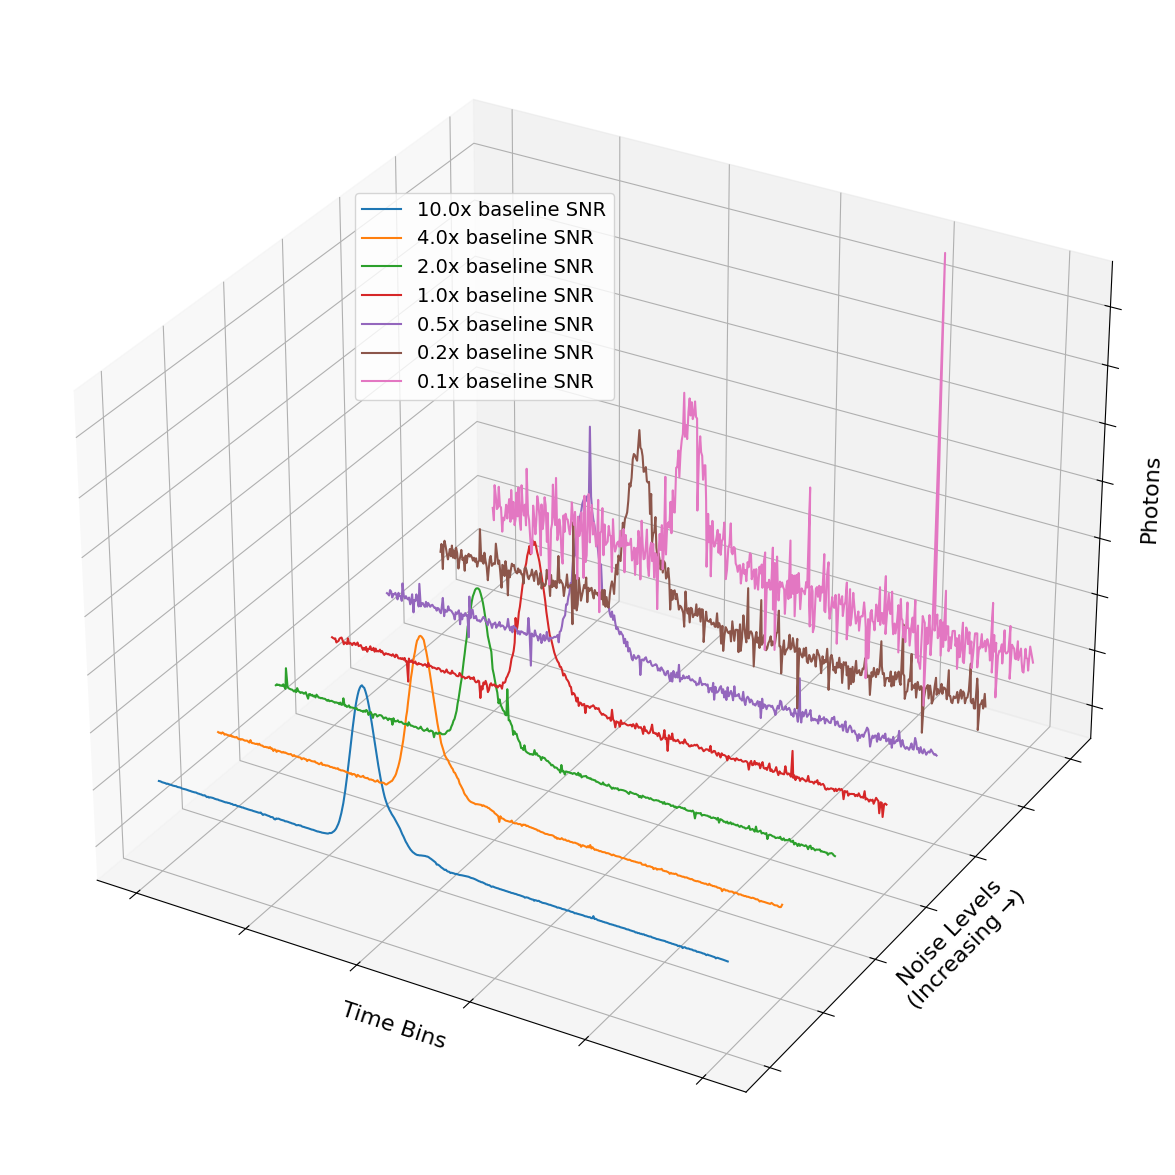 10.0x baseline SNR
4.0x baseline SNR
2.0x baseline SNR
1.0x baseline SNR
0.5x baseline SNR
0.2x baseline SNR
0.1x baseline SNR
Photons
Noise Levels
(Increasing →)
Time Bins